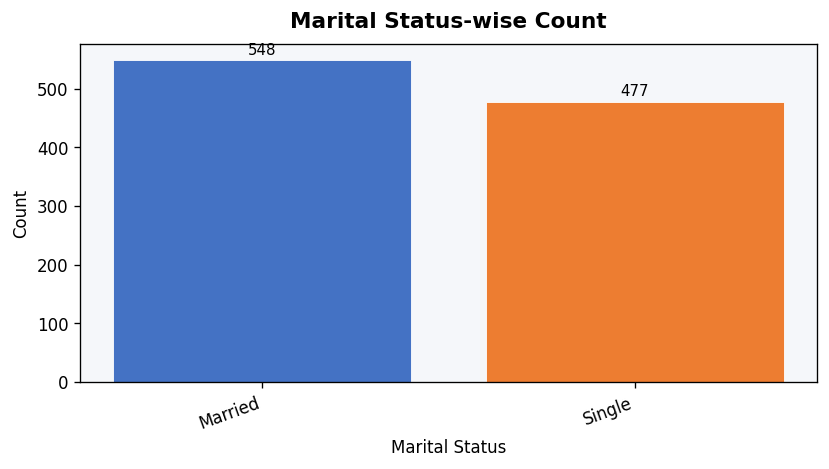 Marital Status-wise Count
548
477
500
400
300
200
100
0
Count
Married
Single
Marital Status